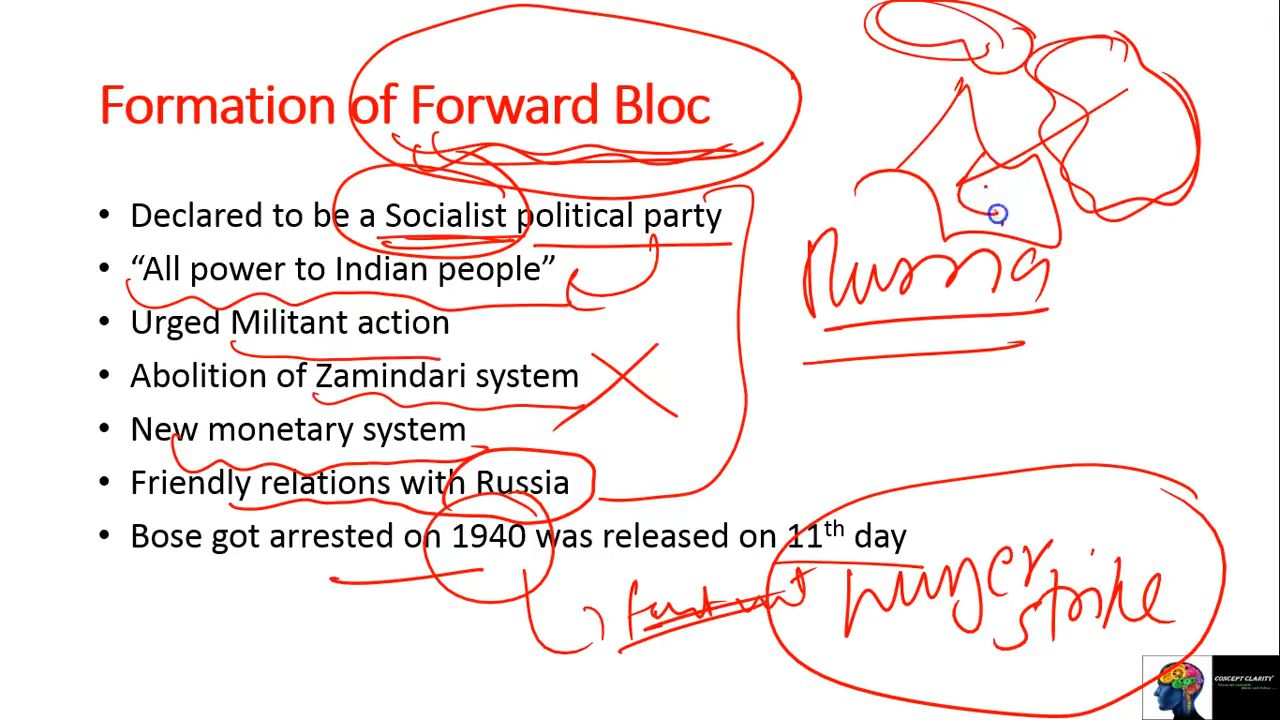 Formation of Forward Bloc
• Declared to be a Socialist political party
• “All power to Indian people”
• Urged Militant action
• Abolition of Zamindari system
• New monetary system
• Friendly relations with Russia
• Bose got arrested on 1940 was released on 11th day
Russia
hunger
strike
CONCEPT CLARITY